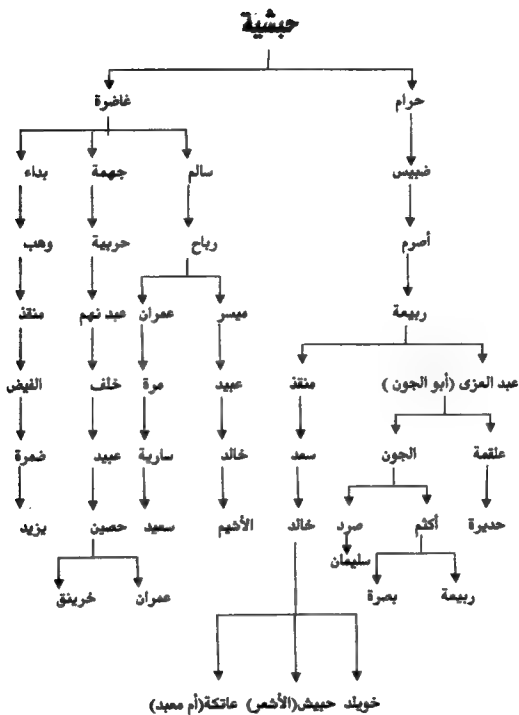 حبشية
حرام غاضرة
ضبيس سالم جهمة بداء
أصرم رباح حربية وهب
ربيعة ميسر عمران عبد نهم منقذ
عبد العزى (أبو الجون ) منقذ عبيد مرة خلف الفيض
علقمة الجون سعد خالد سارية عبيد ضمرة
حديرة أكثم صرد خالد الأشيم سعيد حصين يزيد
سليمان
ربيعة بصرة عمران خرينق
خويلد حبيش(الأشعر) عاتكة(أم معبد)